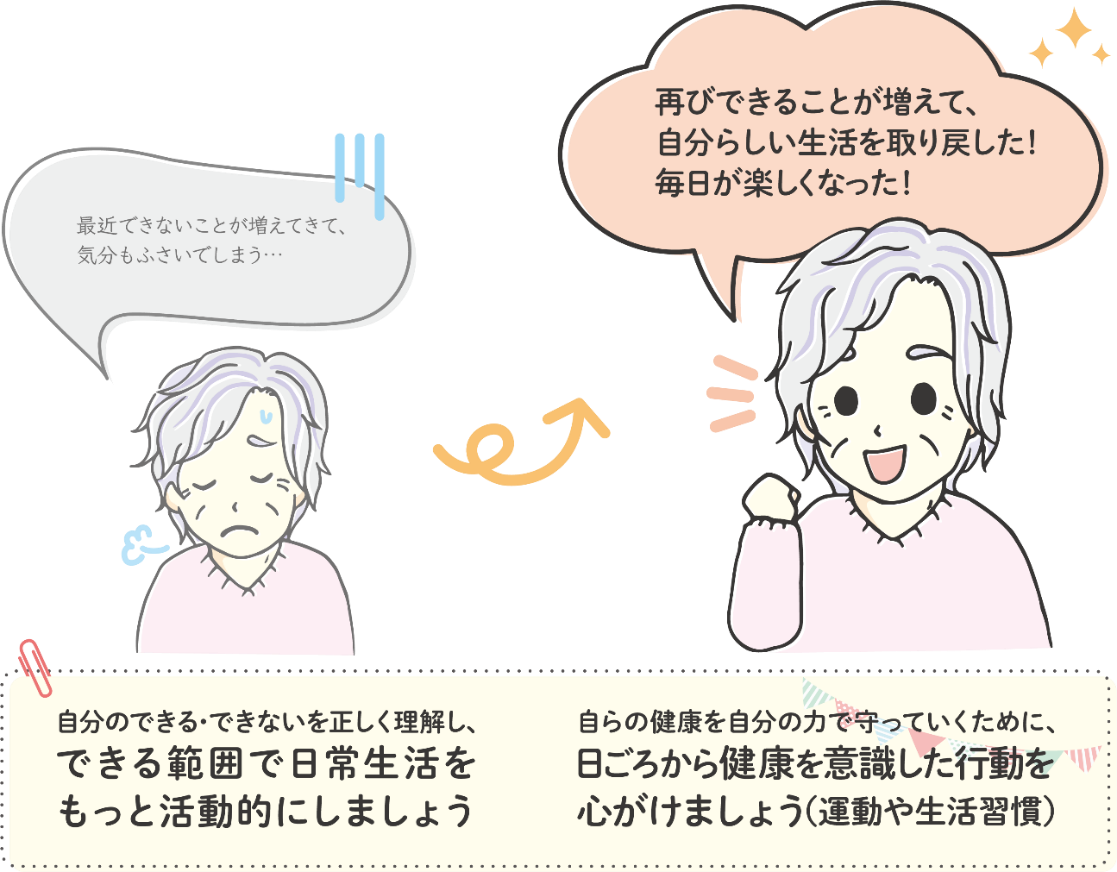 最近できないことが増えてきて、
気分もふさいでしまう…
再びできることが増えて、
自分らしい生活を取り戻した!
毎日が楽しくなった!
自分のできる・できないを正しく理解し、
できる範囲で日常生活を
もっと活動的にしましょう
自らの健康を自分の力で守っていくために、
日ごろから健康を意識した行動を
心がけましょう(運動や生活習慣)